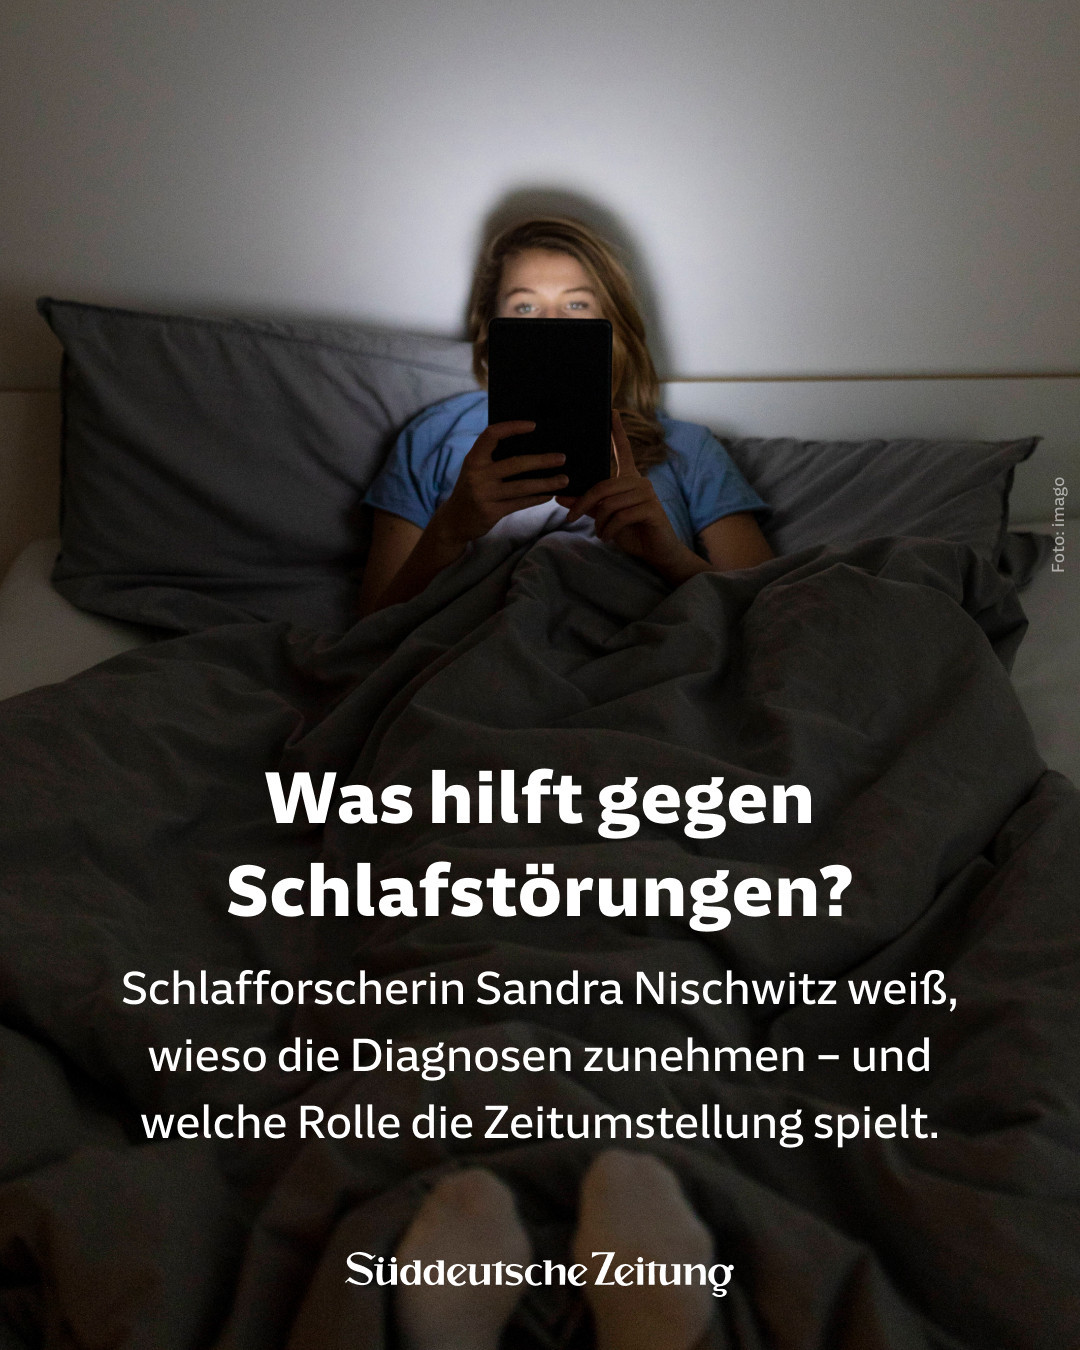 Foto: imago
Was hilft gegen
Schlafstörungen?
Schlafforscherin Sandra Nischwitz weiß,
wieso die Diagnosen zunehmen – und
welche Rolle die Zeitumstellung spielt.
Süddeutsche Zeitung